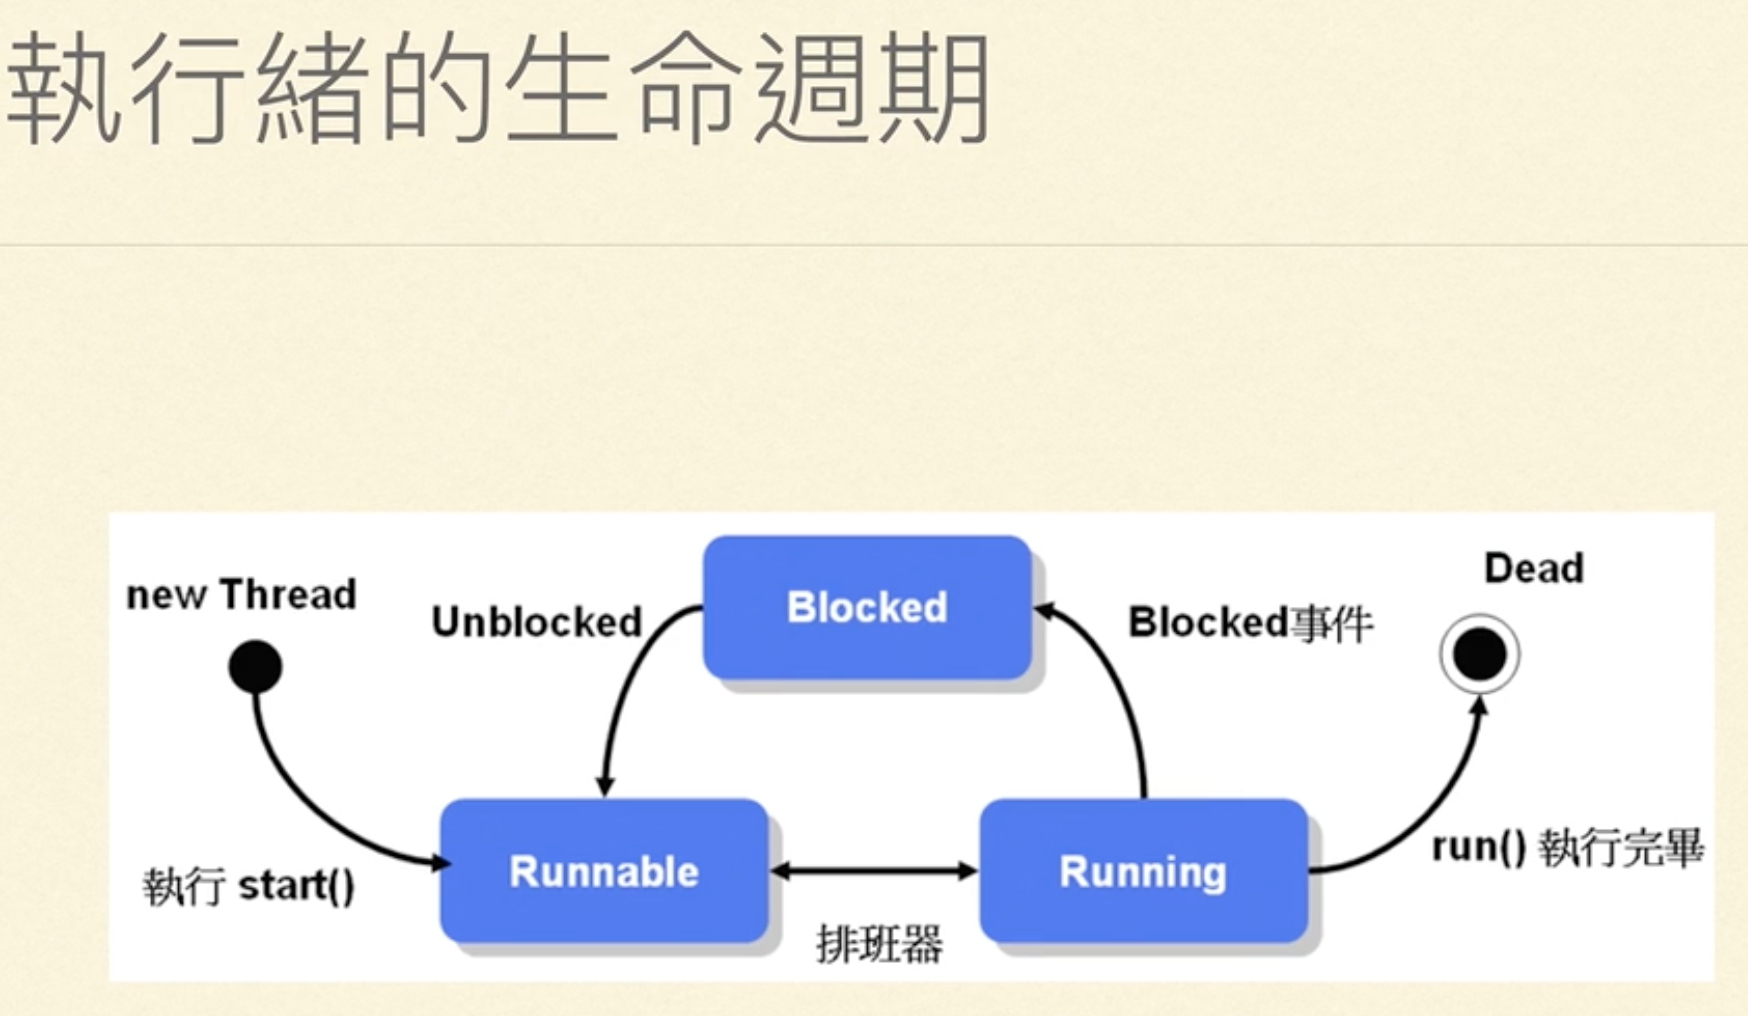 執行緒的生命週期
new Thread
Unblocked
Blocked
Blocked事件
Dead
執行 start()
Runnable
排班器
Running
run() 執行完畢